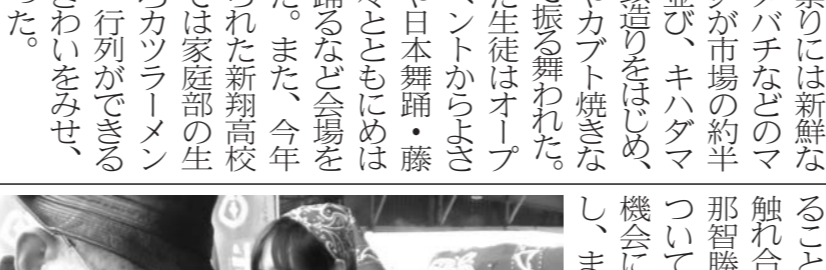 りには新鮮な
バチなどのマ
が市場の約半
並び、キハダマ
造りをはじめ、
やカブト焼きな
振る舞われた。
た生徒はオープ
ントからよさ
や日本舞踊・藤
々とともにめは
踊るなど会場を
た。また、今年
られた新翔高校
では家庭部の生
カツラーメン
行列ができる
わいをみせ、
った。
ること
触れ合
那智勝
ついて
機会に
し、ま